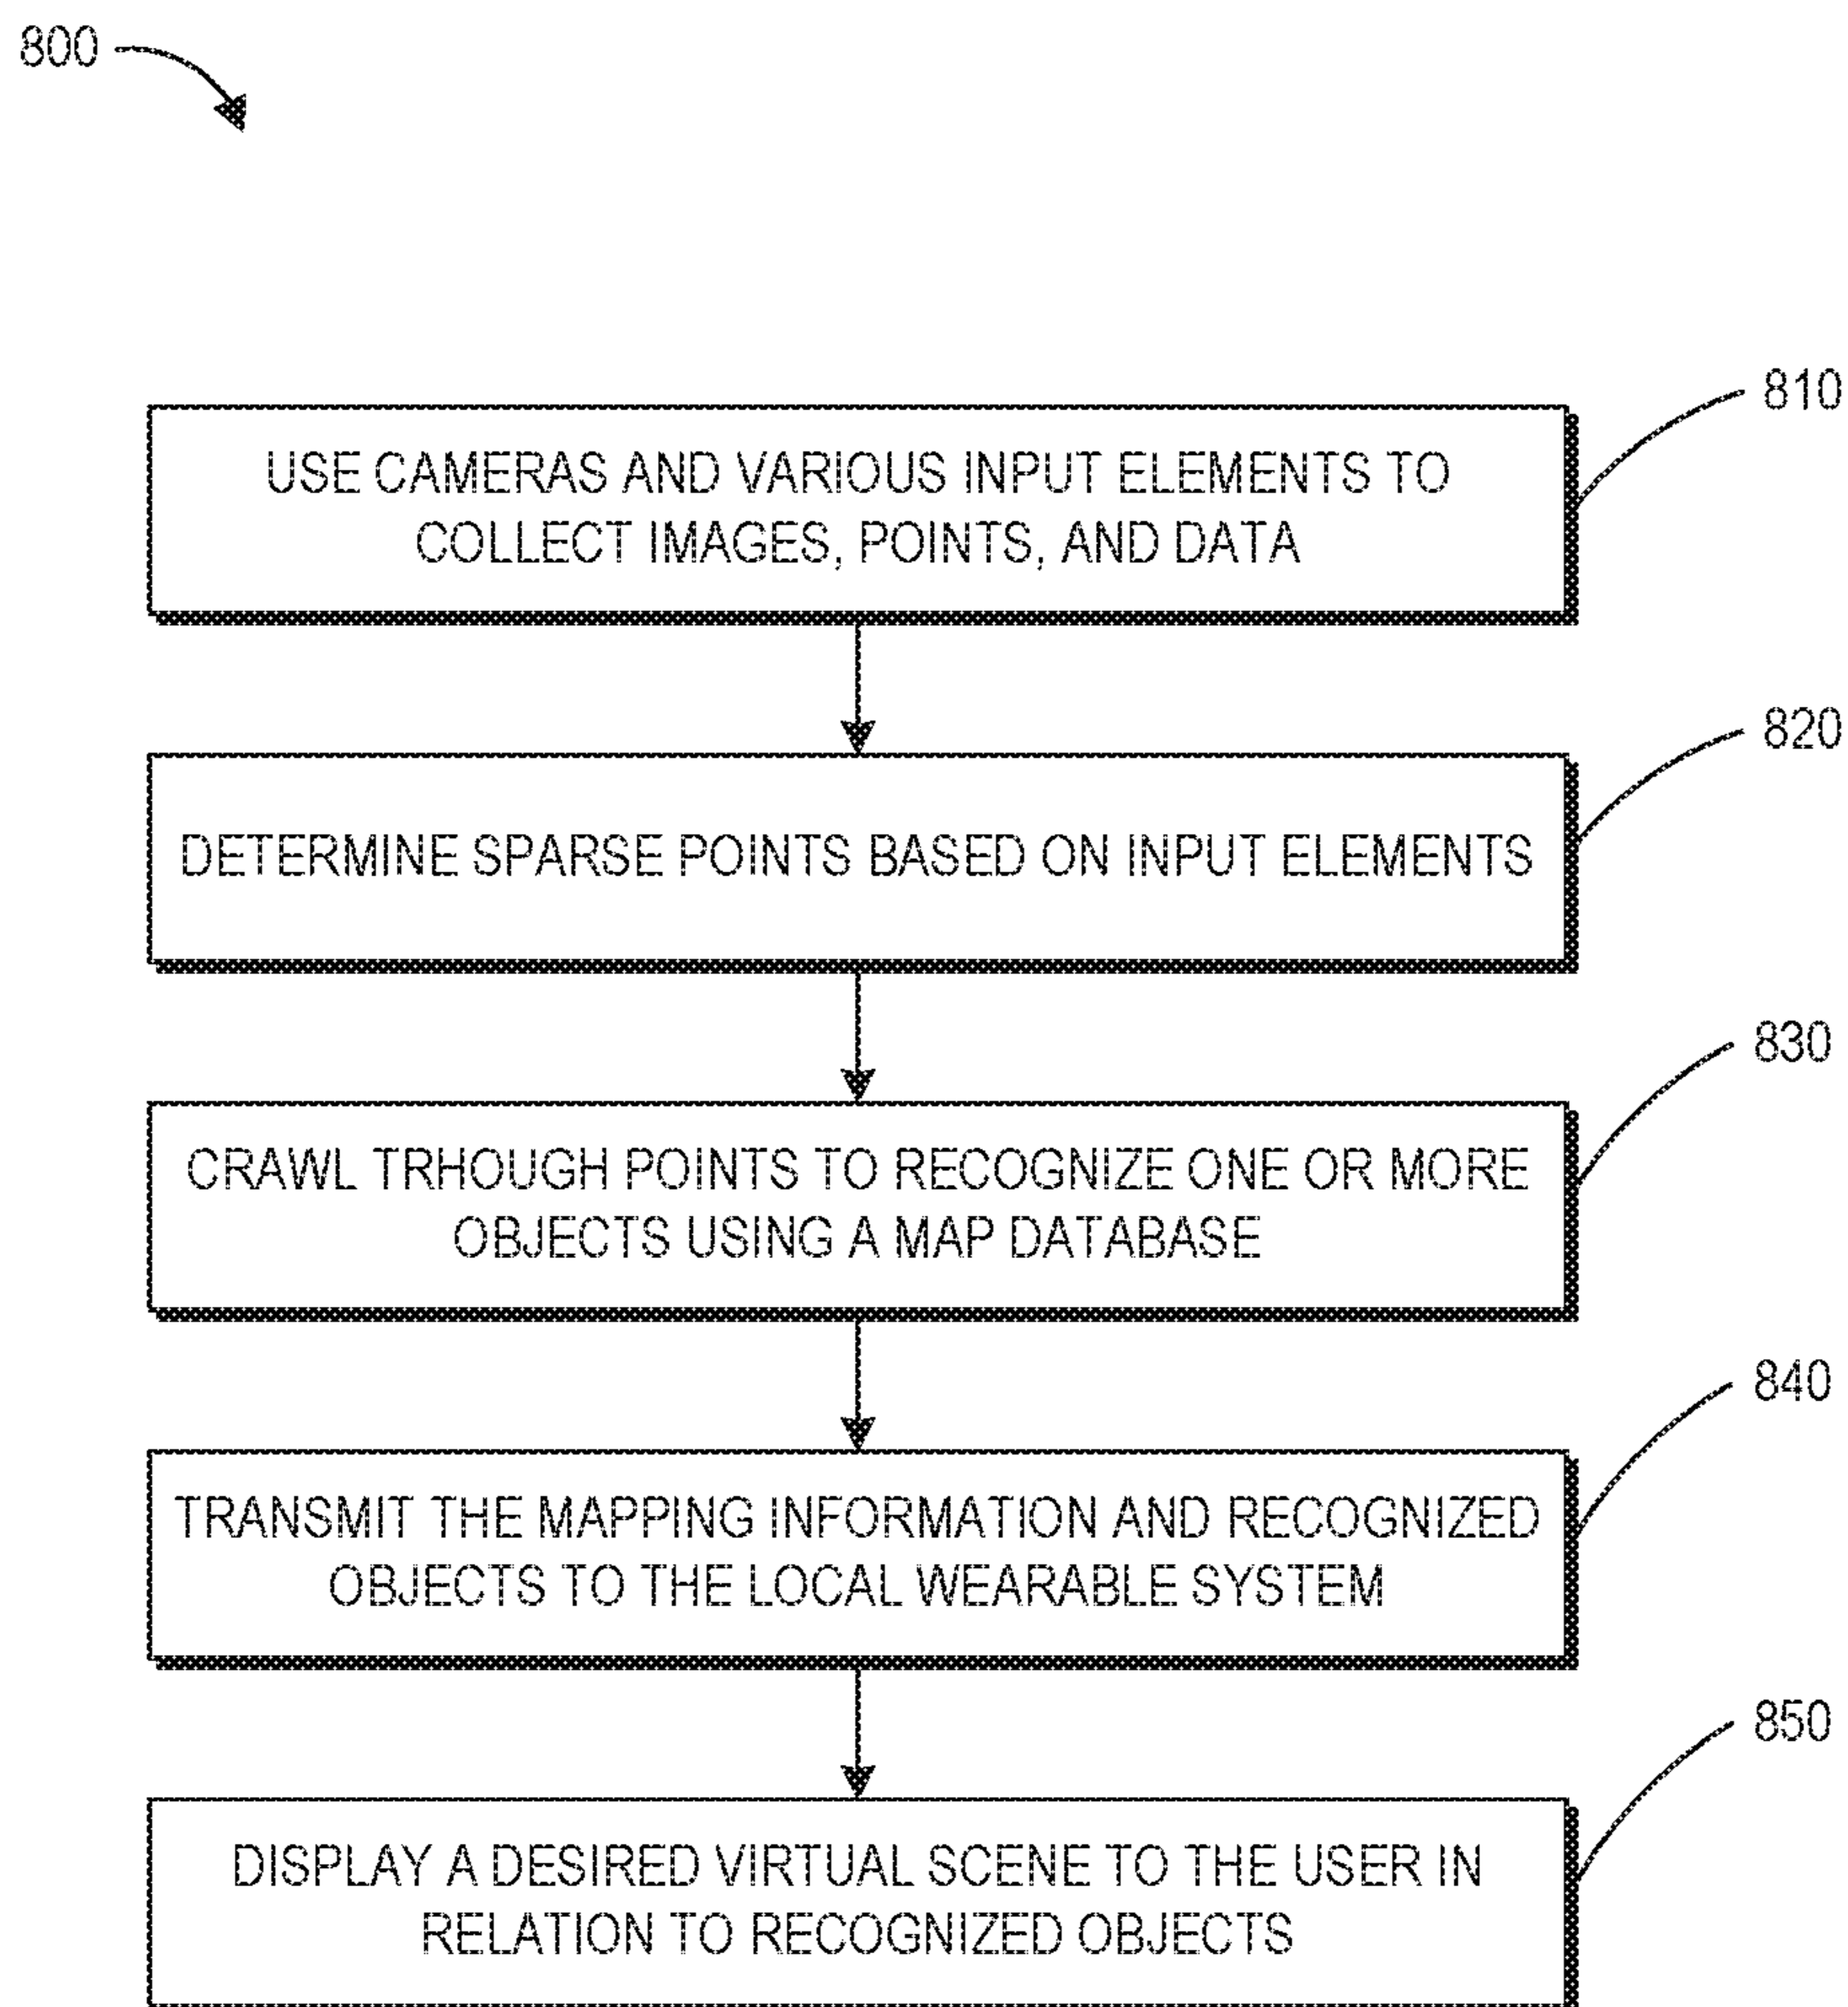 800
810
USE CAMERAS AND VARIOUS INPUT ELEMENTS TO
COLLECT IMAGES, POINTS, AND DATA
820
DETERMINE SPARSE POINTS BASED ON INPUT ELEMENTS
830
CRAWL TRHOUGH POINTS TO RECOGNIZE ONE OR MORE
OBJECTS USING A MAP DATABASE
840
TRANSMIT THE MAPPING INFORMATION AND RECOGNIZED
OBJECTS TO THE LOCAL WEARABLE SYSTEM
850
DISPLAY A DESIRED VIRTUAL SCENE TO THE USER IN
RELATION TO RECOGNIZED OBJECTS